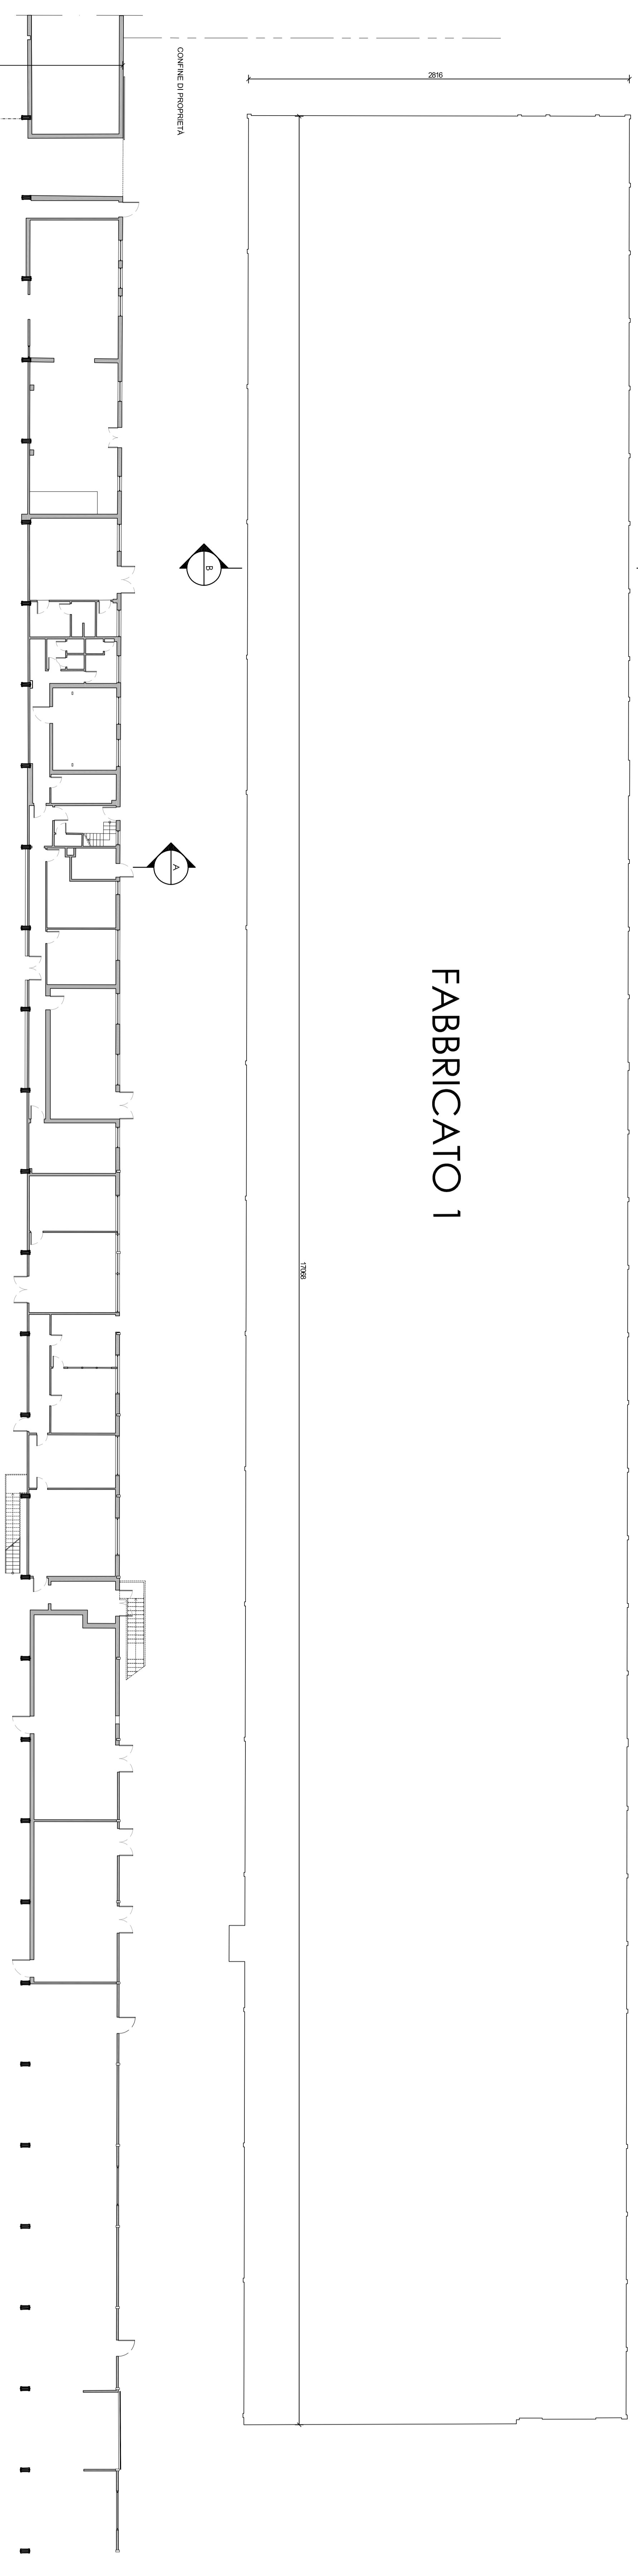 2816
CONFINE DI PROPRIETÀ
B
A
FABBRICATO 1
17068